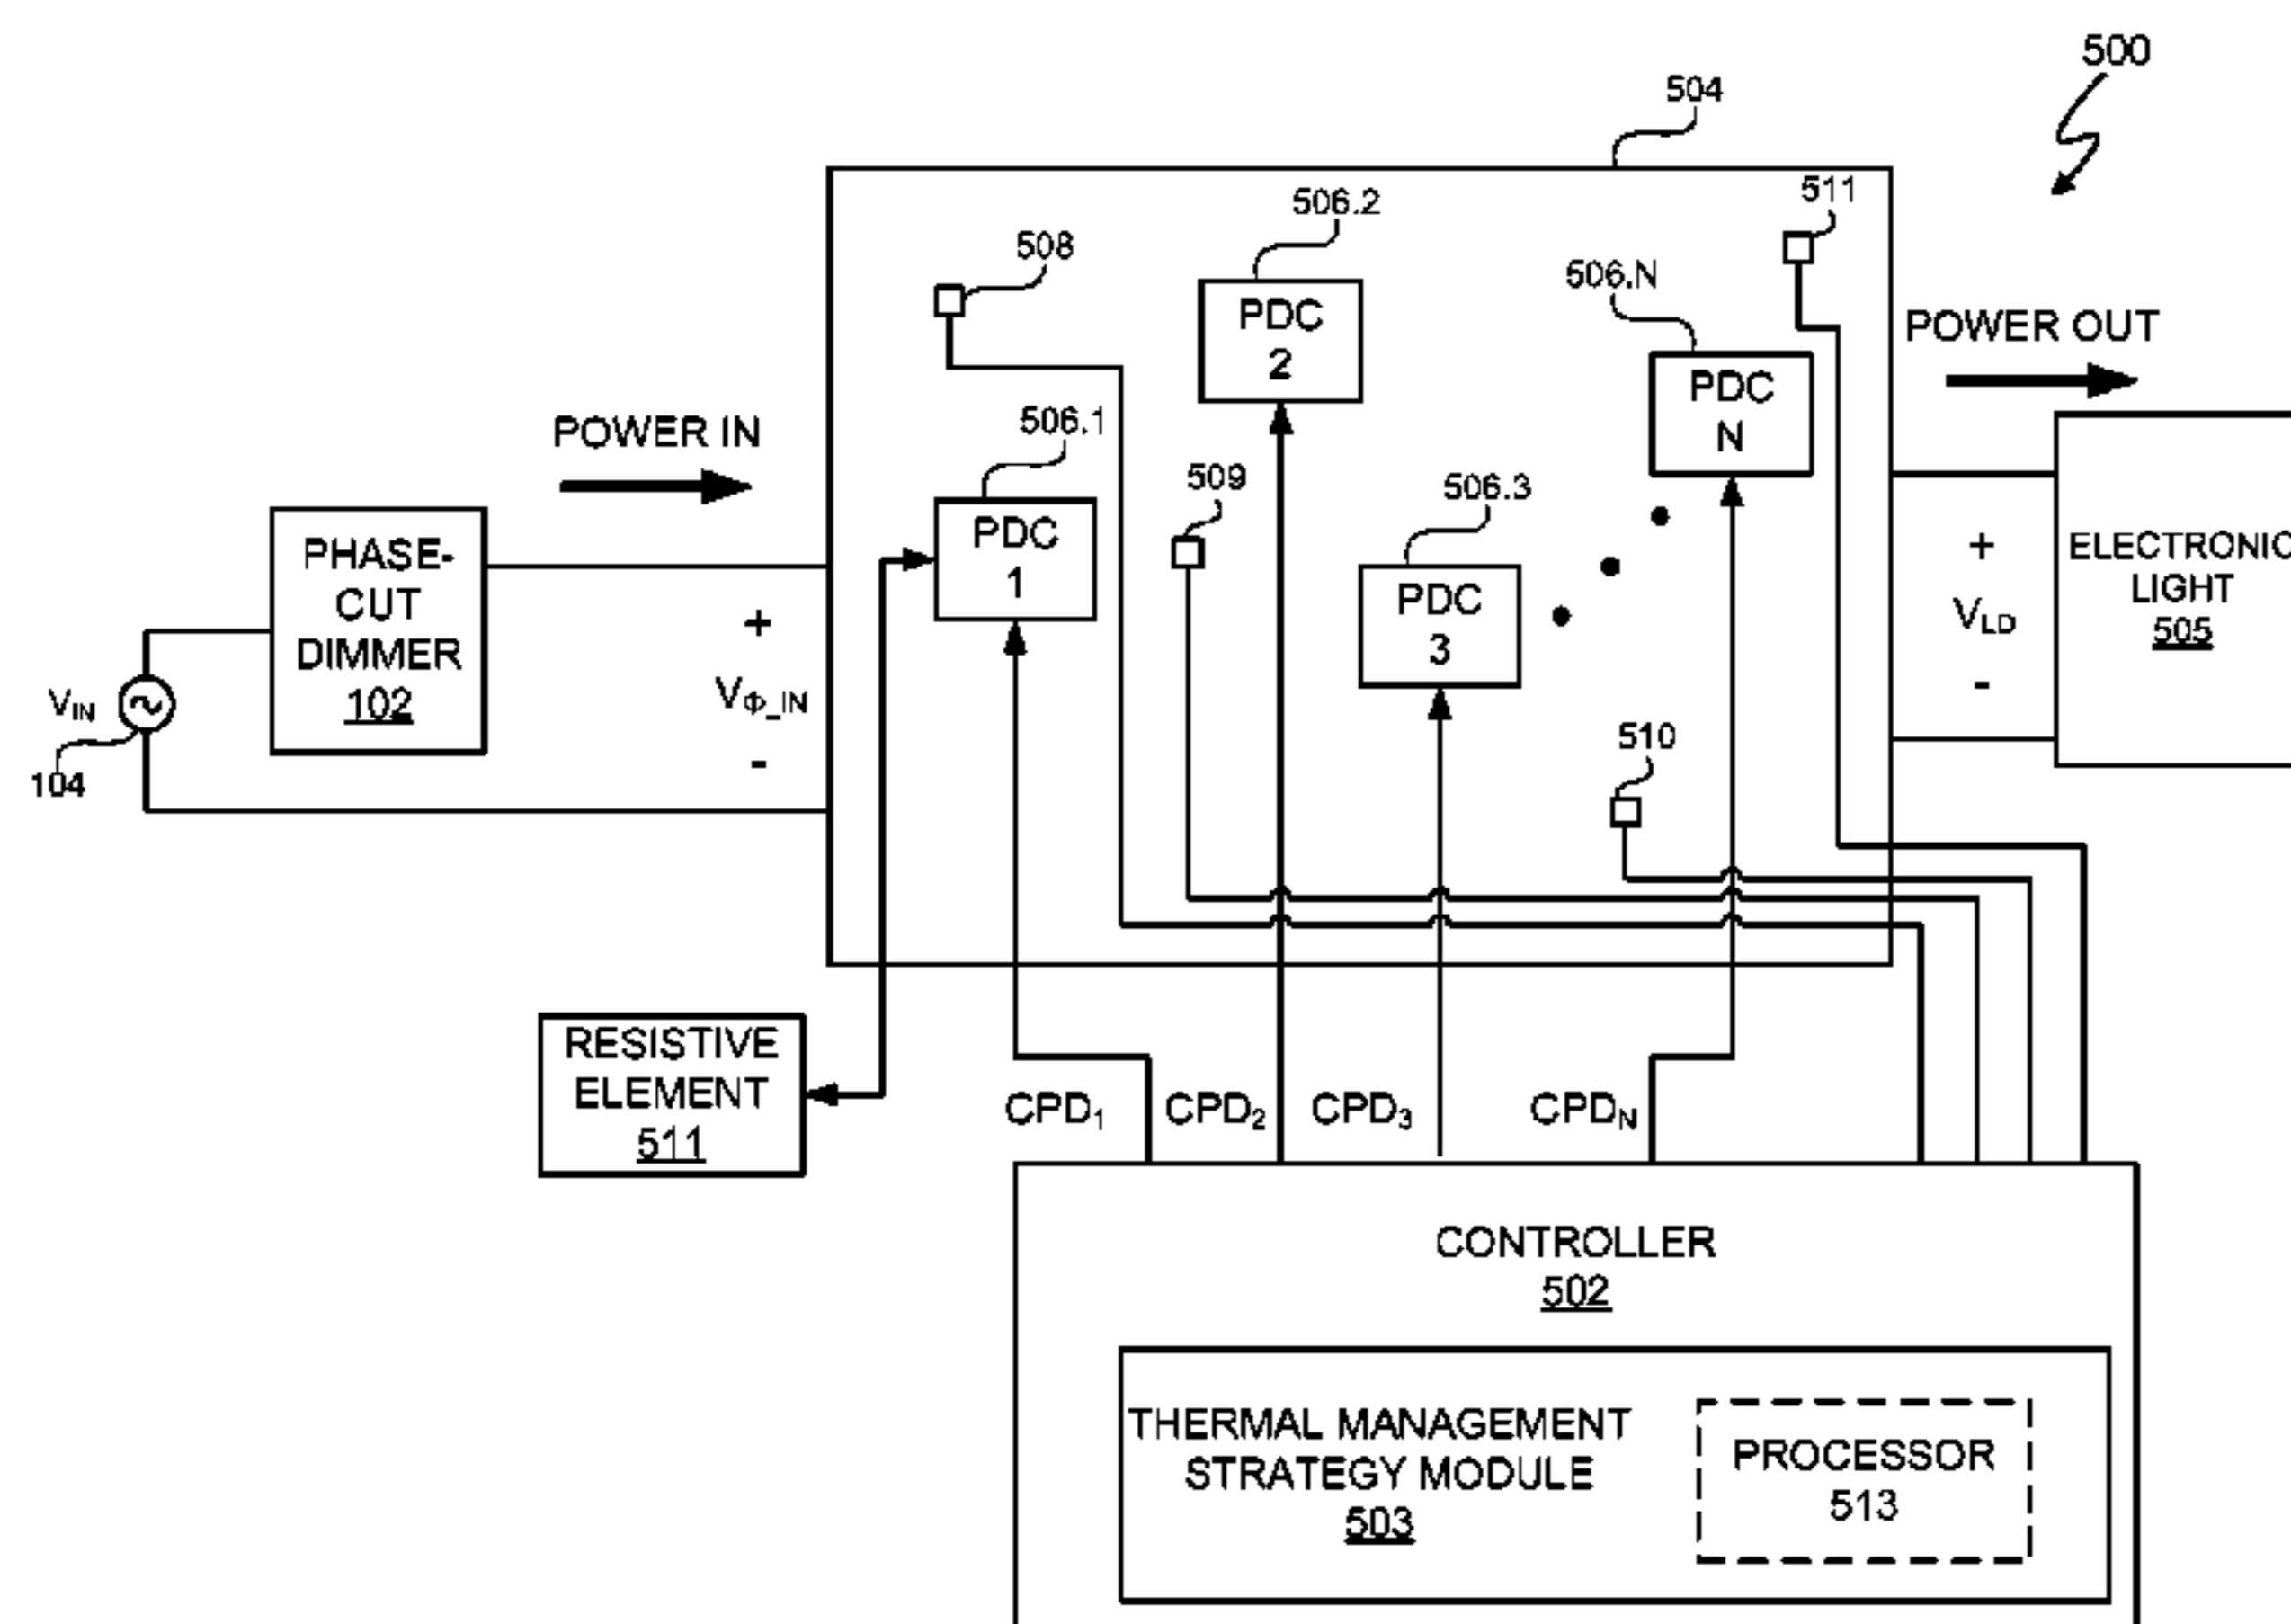 500
504
511
506.2
508
506.N
PDC
2
POWER OUT
PDC
N
POWER IN
506.1
509
506.3
PHASE-
CUT
DIMMER
102
PDC
1
+
ELECTRONIC
LIGHT
505
PDC
3
+
VLD
-
VIN
VΦ_IN
-
104
510
RESISTIVE
ELEMENT
511
CPD1
CPD2
CPD3
CPDN
CONTROLLER
502
THERMAL MANAGEMENT
STRATEGY MODULE
503
PROCESSOR
513